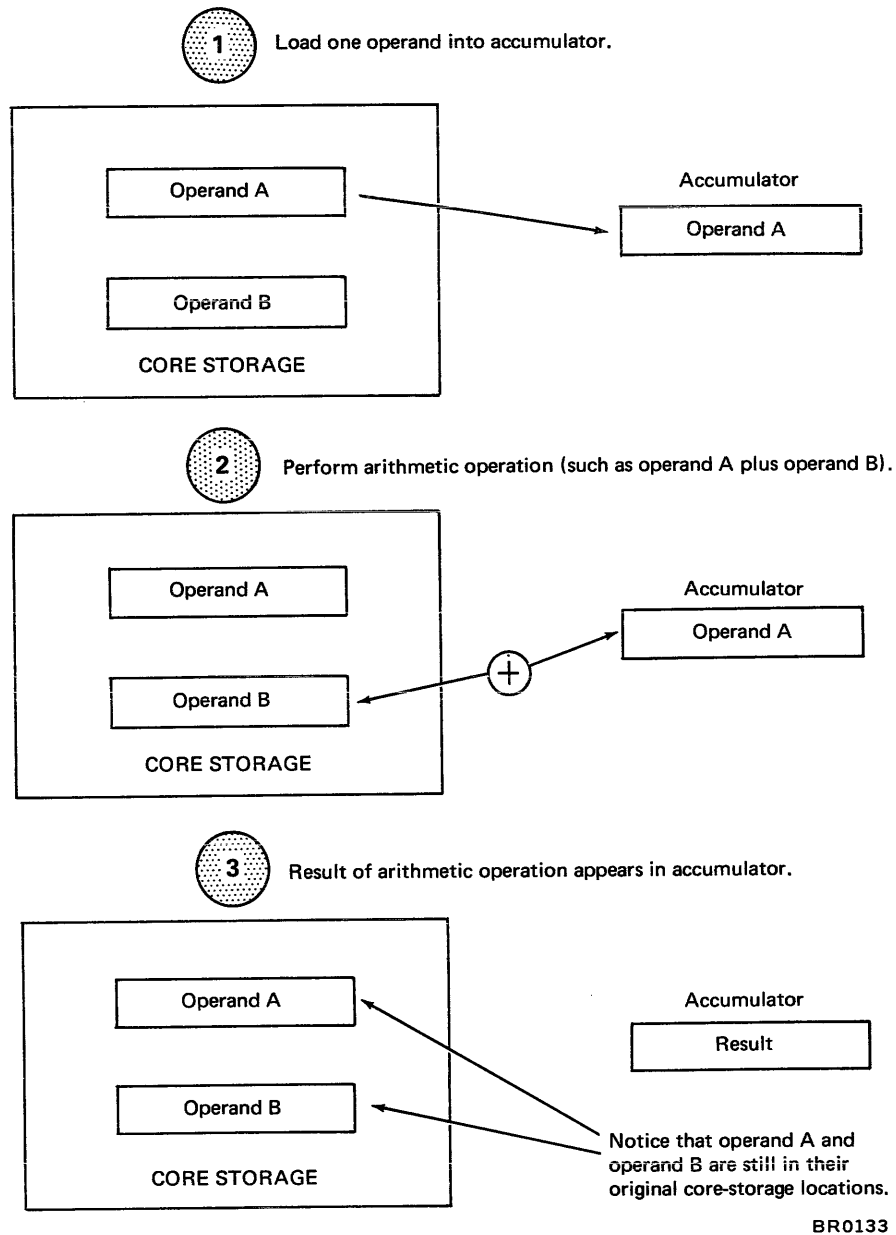 1
Load one operand into accumulator.
Operand A
Operand B
CORE STORAGE
Accumulator
Operand A
2
Perform arithmetic operation (such as operand A plus operand B).
Operand A
Operand B
CORE STORAGE
+
Accumulator
Operand A
3
Result of arithmetic operation appears in accumulator.
Operand A
Operand B
CORE STORAGE
Accumulator
Result
Notice that operand A and
operand B are still in their
original core-storage locations.
BR0133